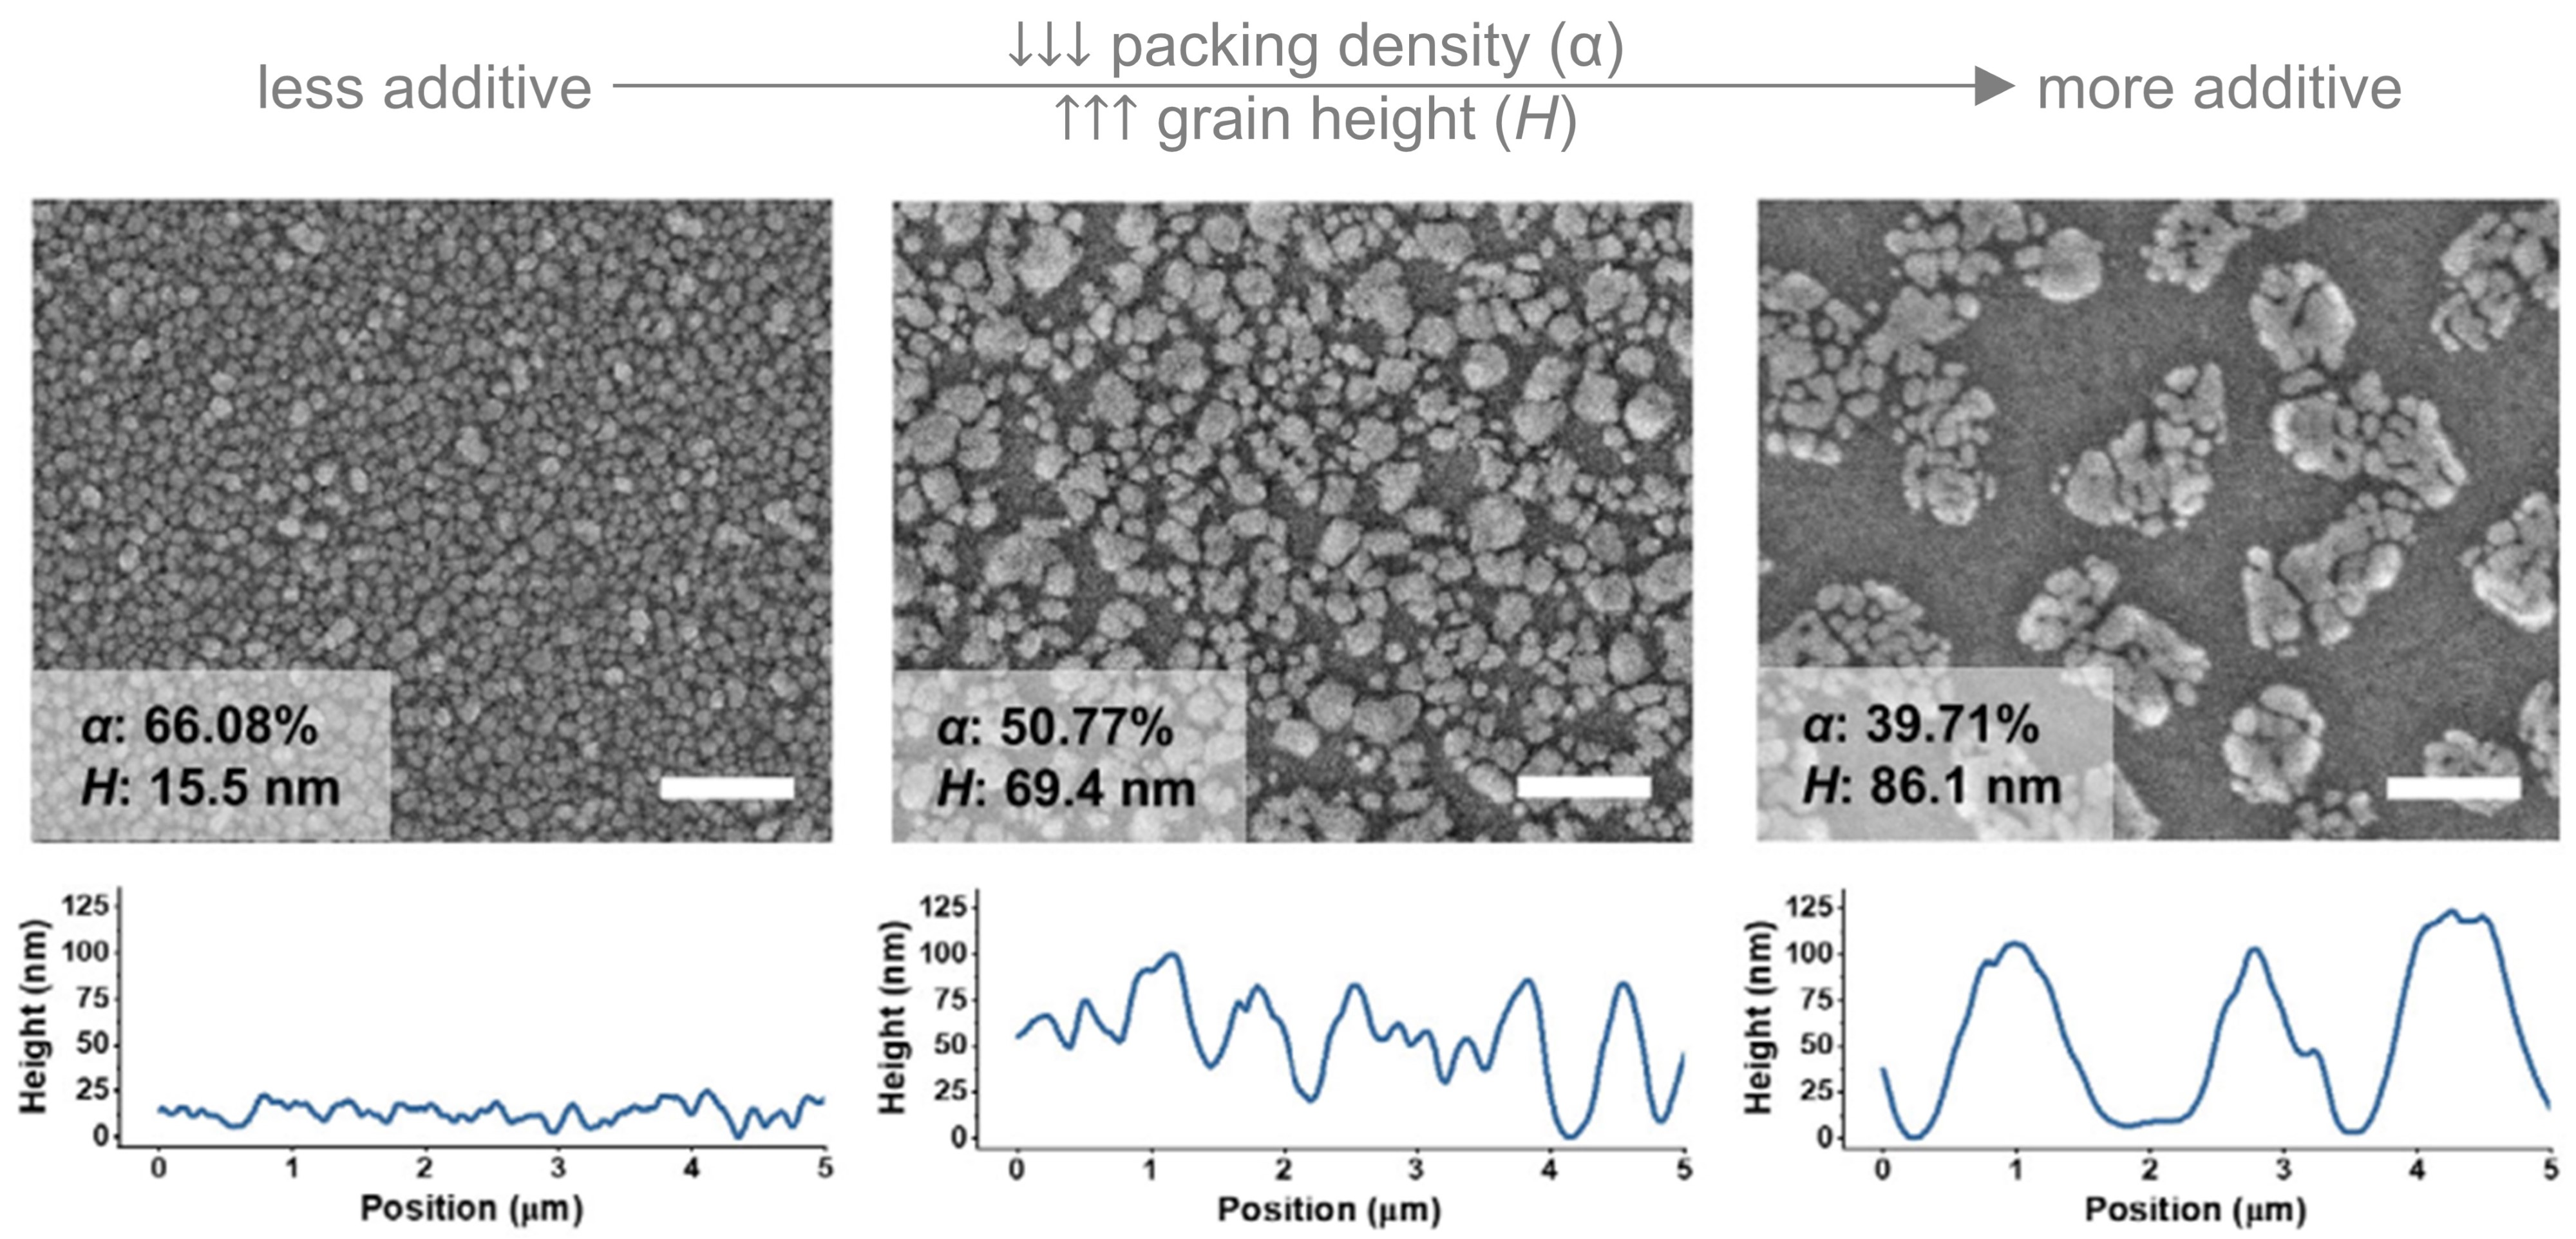 ↓↓↓ packing density (α)
less additive
more additive
↑↑↑ grain height (H)
α: 66.08%
H: 15.5 nm
α: 50.77%
H: 69.4 nm
α: 39.71%
H: 86.1 nm
Height (nm)
125
100
75
50
25
0
0 1 2 3 4 5
Position (μm)
Height (nm)
125
100
75
50
25
0
0 1 2 3 4 5
Position (μm)
Height (nm)
125
100
75
50
25
0
0 1 2 3 4 5
Position (μm)